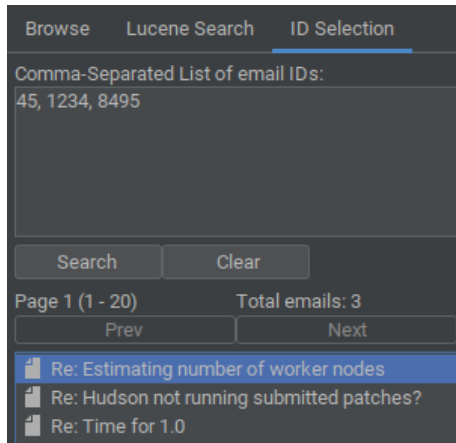 Browse Lucene Search ID Selection
Comma-Separated List of email IDs:
45, 1234, 8495
Search Clear
Page 1 (1 - 20) Total emails: 3
Prev Next
Re: Estimating number of worker nodes
Re: Hudson not running submitted patches?
Re: Time for 1.0